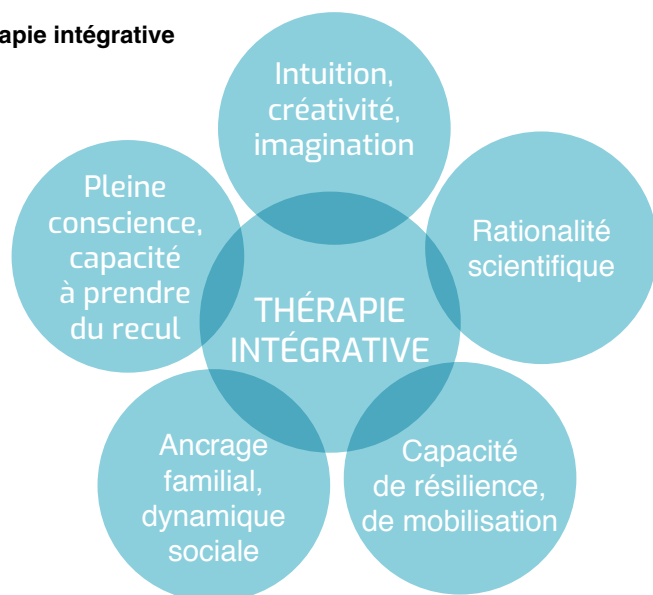 apie intégrative
Intuition,
créativité,
imagination
Pleine
conscience,
capacité
à prendre
du recul
Rationalité
scientifique
THÉRAPIE
INTÉGRATIVE
Ancrage
familial,
dynamique
sociale
Capacité
de résilience,
de mobilisation